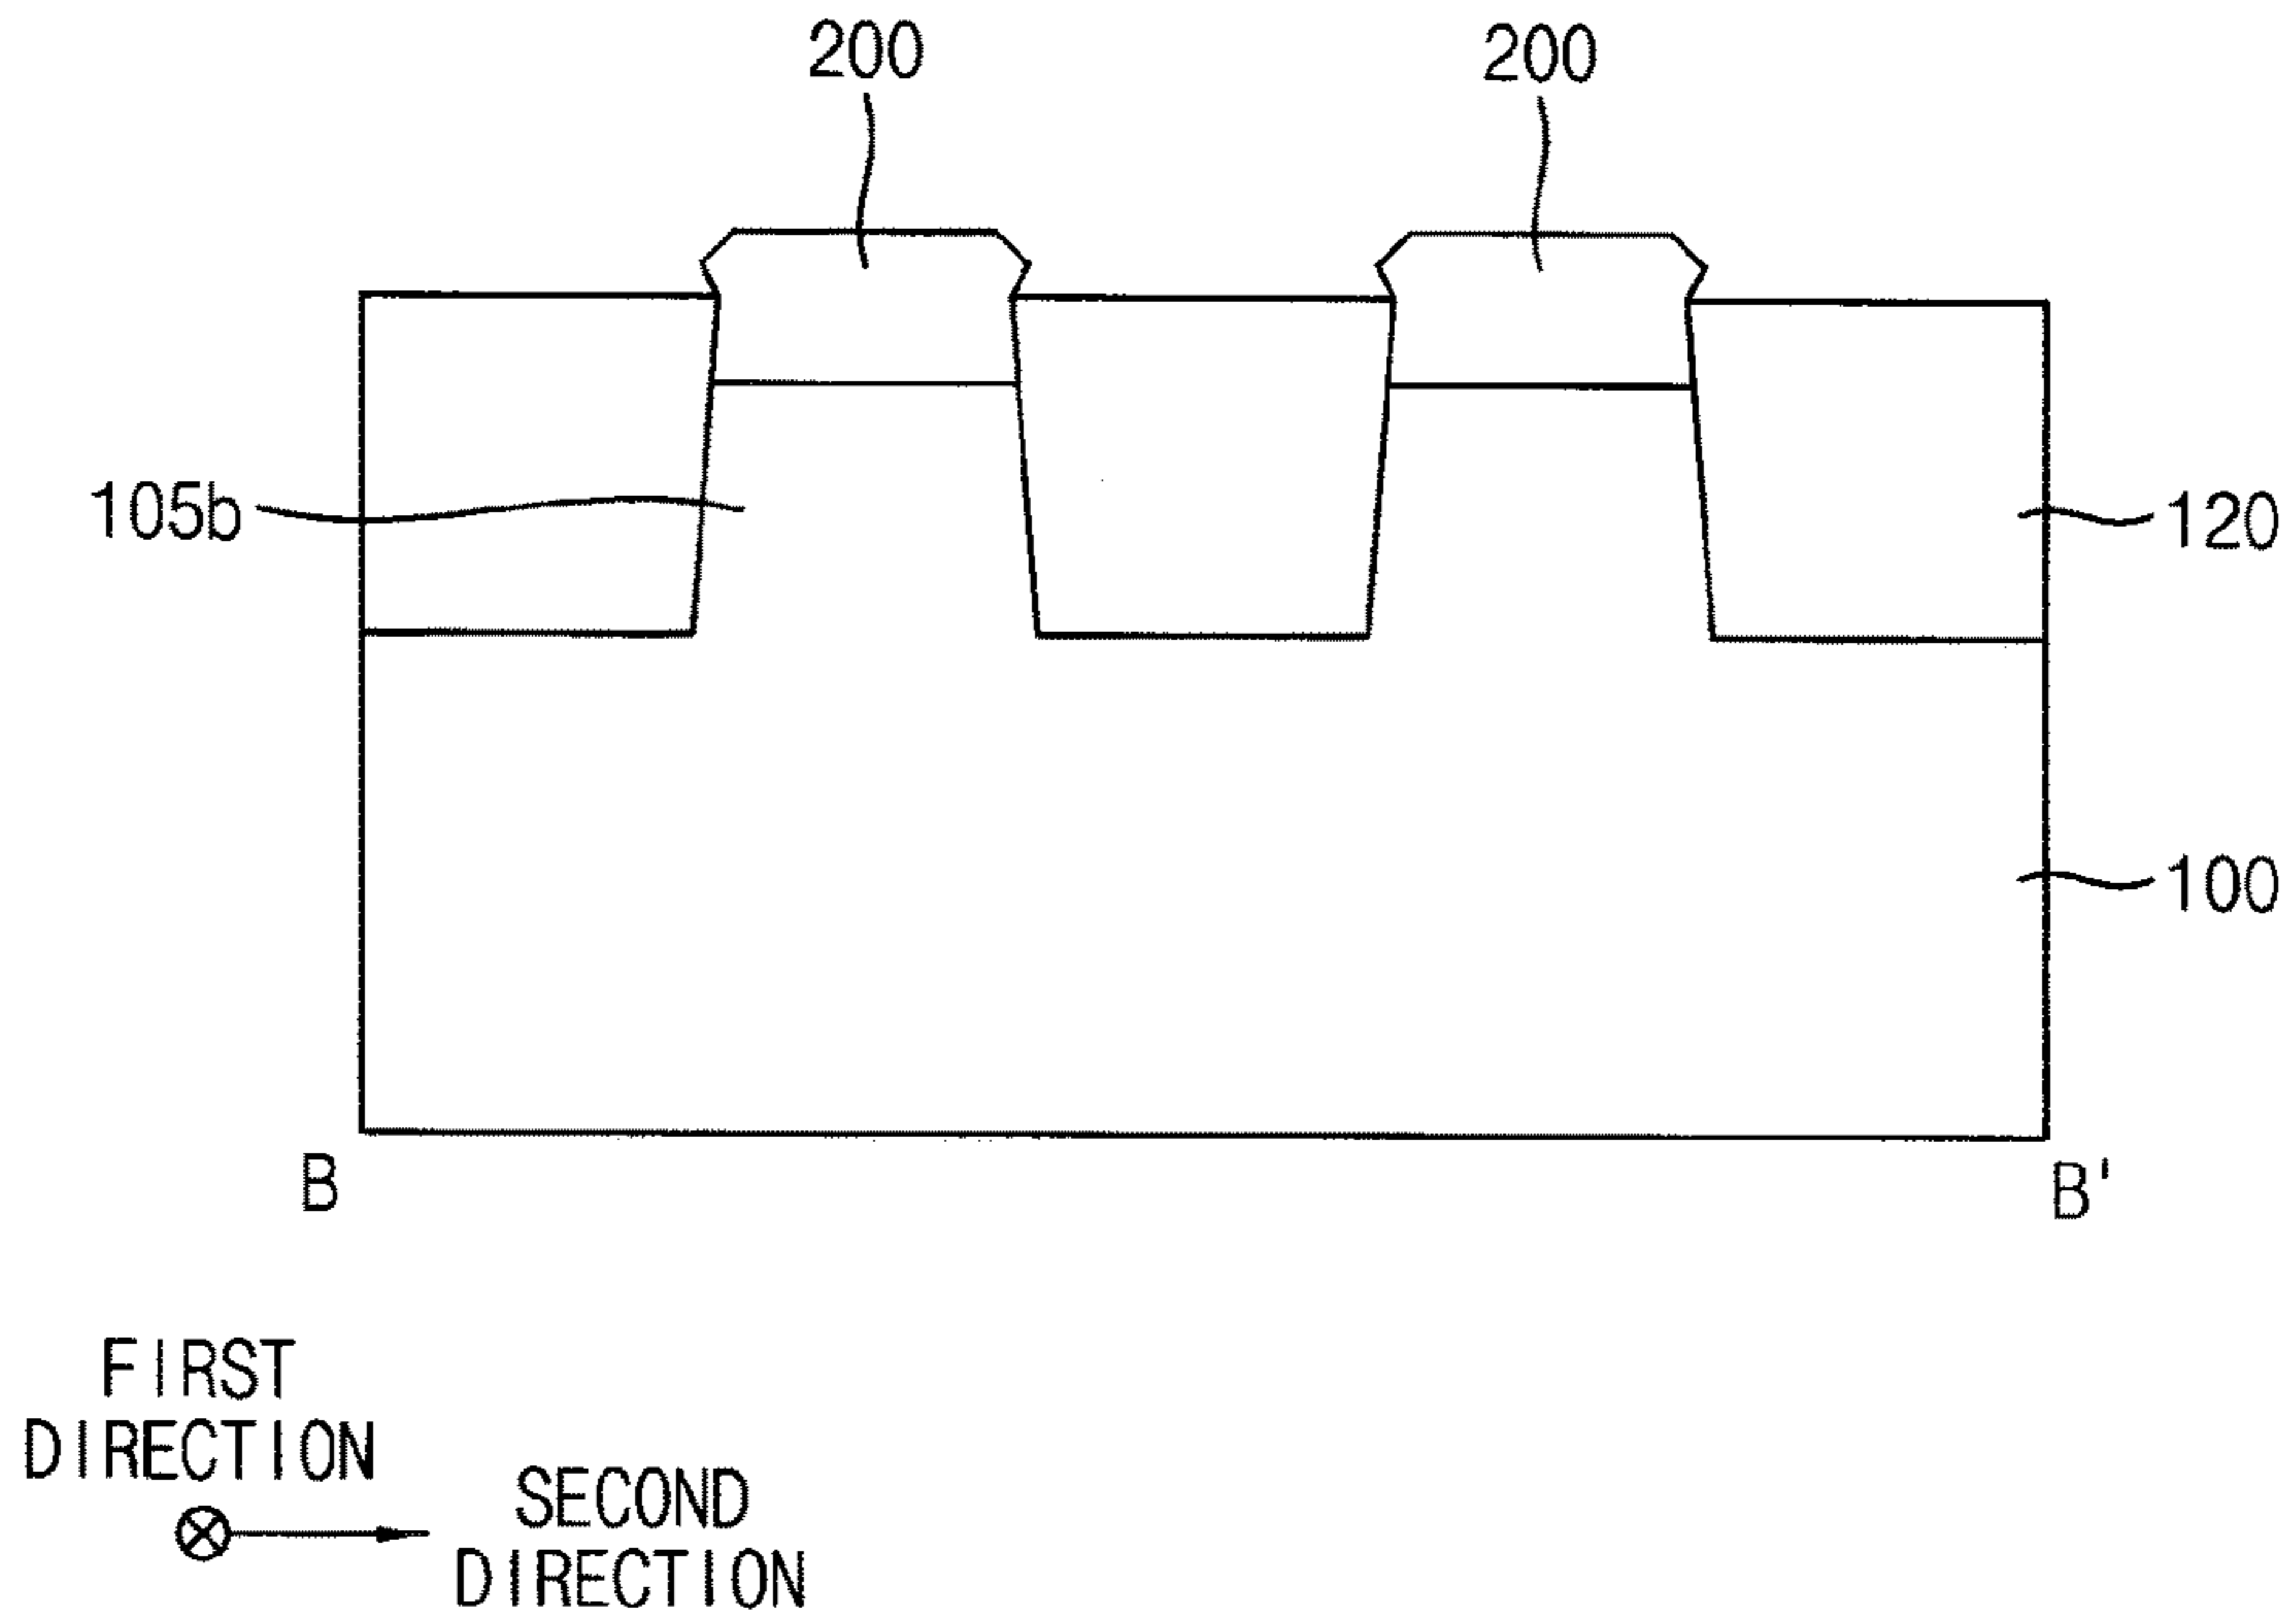 200 200
105b 120
100
B B'
FIRST
DIRECTION
SECOND
DIRECTION